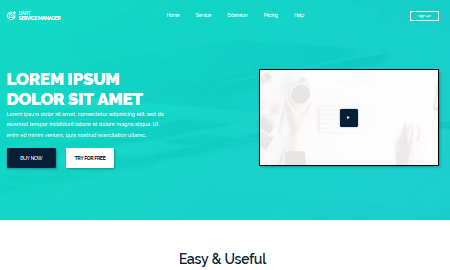 DART
SERVICE MANAGER
Home Service Extension Pricing Help
Sign Up
LOREM IPSUM
DOLOR SIT AMET
Lorem ipsum dolor sit amet, consectetur adipiscing elit, sed do
eiusmod tempor incididunt labore et dolore magna aliqua. Ut
enim ad minim veniam, quis nostrud exercitation ullamc.
BUY NOW TRY FOR FREE
Easy & Useful